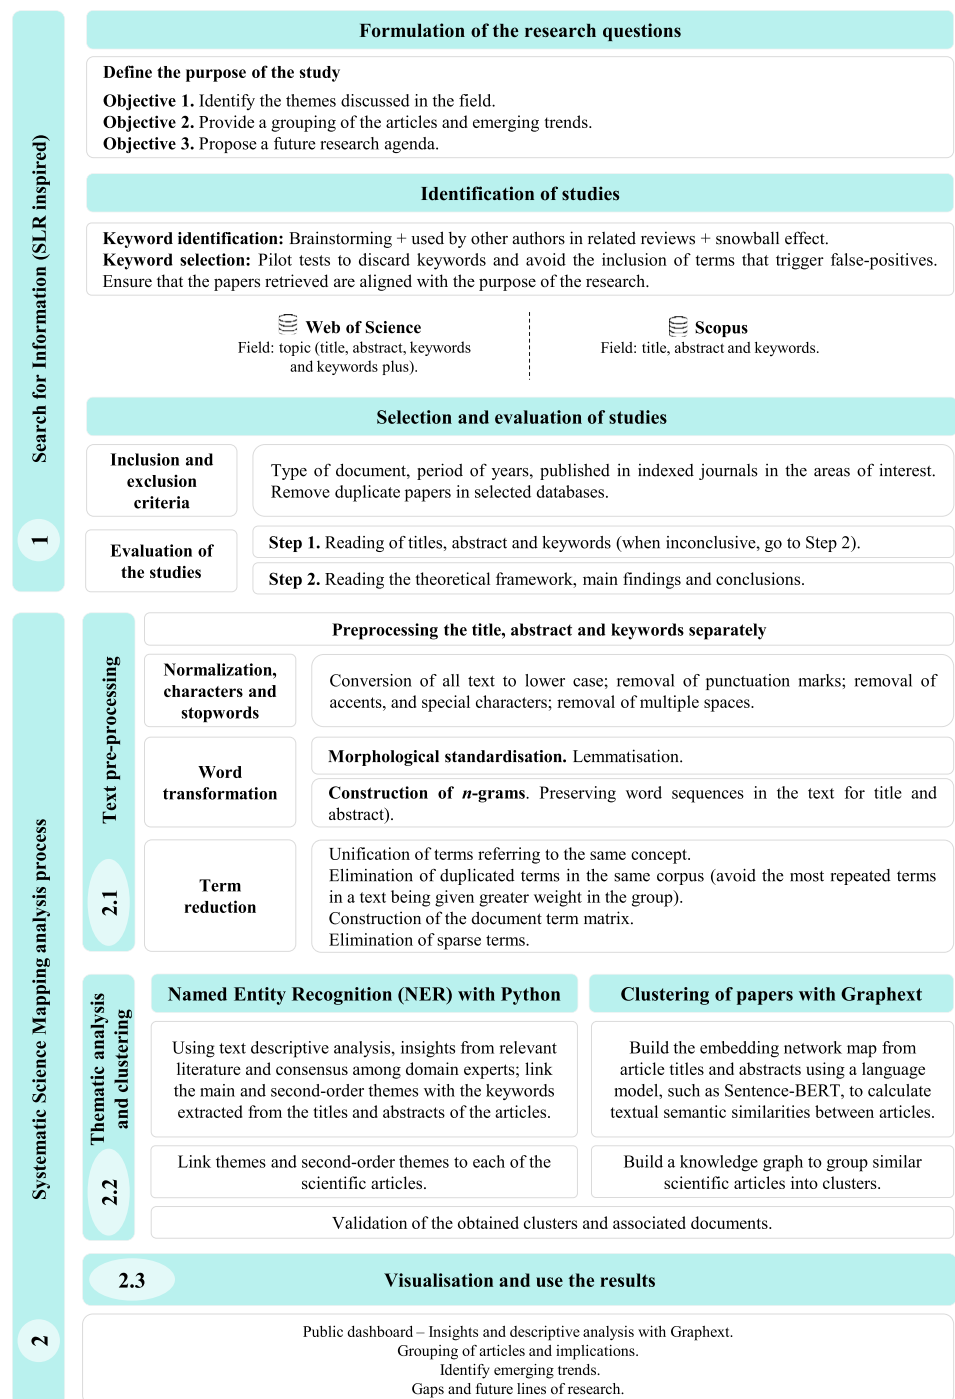 Search for Information (SLR inspired)
1
Formulation of the research questions
Define the purpose of the study
Objective 1. Identify the themes discussed in the field.
Objective 2. Provide a grouping of the articles and emerging trends.
Objective 3. Propose a future research agenda.
Identification of studies
Keyword identification: Brainstorming + used by other authors in related reviews + snowball effect.
Keyword selection: Pilot tests to discard keywords and avoid the inclusion of terms that trigger false-positives.
Ensure that the papers retrieved are aligned with the purpose of the research.
Web of Science
Field: topic (title, abstract, keywords
and keywords plus).
Scopus
Field: title, abstract and keywords.
Selection and evaluation of studies
Inclusion and
exclusion
criteria
Type of document, period of years, published in indexed journals in the areas of interest.
Remove duplicate papers in selected databases.
Evaluation of
the studies
Step 1. Reading of titles, abstract and keywords (when inconclusive, go to Step 2).
Step 2. Reading the theoretical framework, main findings and conclusions.
Systematic Science Mapping analysis process
2
Text pre-processing
2.1
Preprocessing the title, abstract and keywords separately
Normalization,
characters and
stopwords
Conversion of all text to lower case; removal of punctuation marks; removal of
accents, and special characters; removal of multiple spaces.
Word
transformation
Morphological standardisation. Lemmatisation.
Construction of n-grams. Preserving word sequences in the text for title and
abstract).
Term
reduction
Unification of terms referring to the same concept.
Elimination of duplicated terms in the same corpus (avoid the most repeated terms
in a text being given greater weight in the group).
Construction of the document term matrix.
Elimination of sparse terms.
Thematic analysis
and clustering
2.2
Named Entity Recognition (NER) with Python
Using text descriptive analysis, insights from relevant
literature and consensus among domain experts; link
the main and second-order themes with the keywords
extracted from the titles and abstracts of the articles.
Link themes and second-order themes to each of the
scientific articles.
Clustering of papers with Graphext
Build the embedding network map from
article titles and abstracts using a language
model, such as Sentence-BERT, to calculate
textual semantic similarities between articles.
Build a knowledge graph to group similar
scientific articles into clusters.
Validation of the obtained clusters and associated documents.
2.3
Visualisation and use the results
Public dashboard – Insights and descriptive analysis with Graphext.
Grouping of articles and implications.
Identify emerging trends.
Gaps and future lines of research.